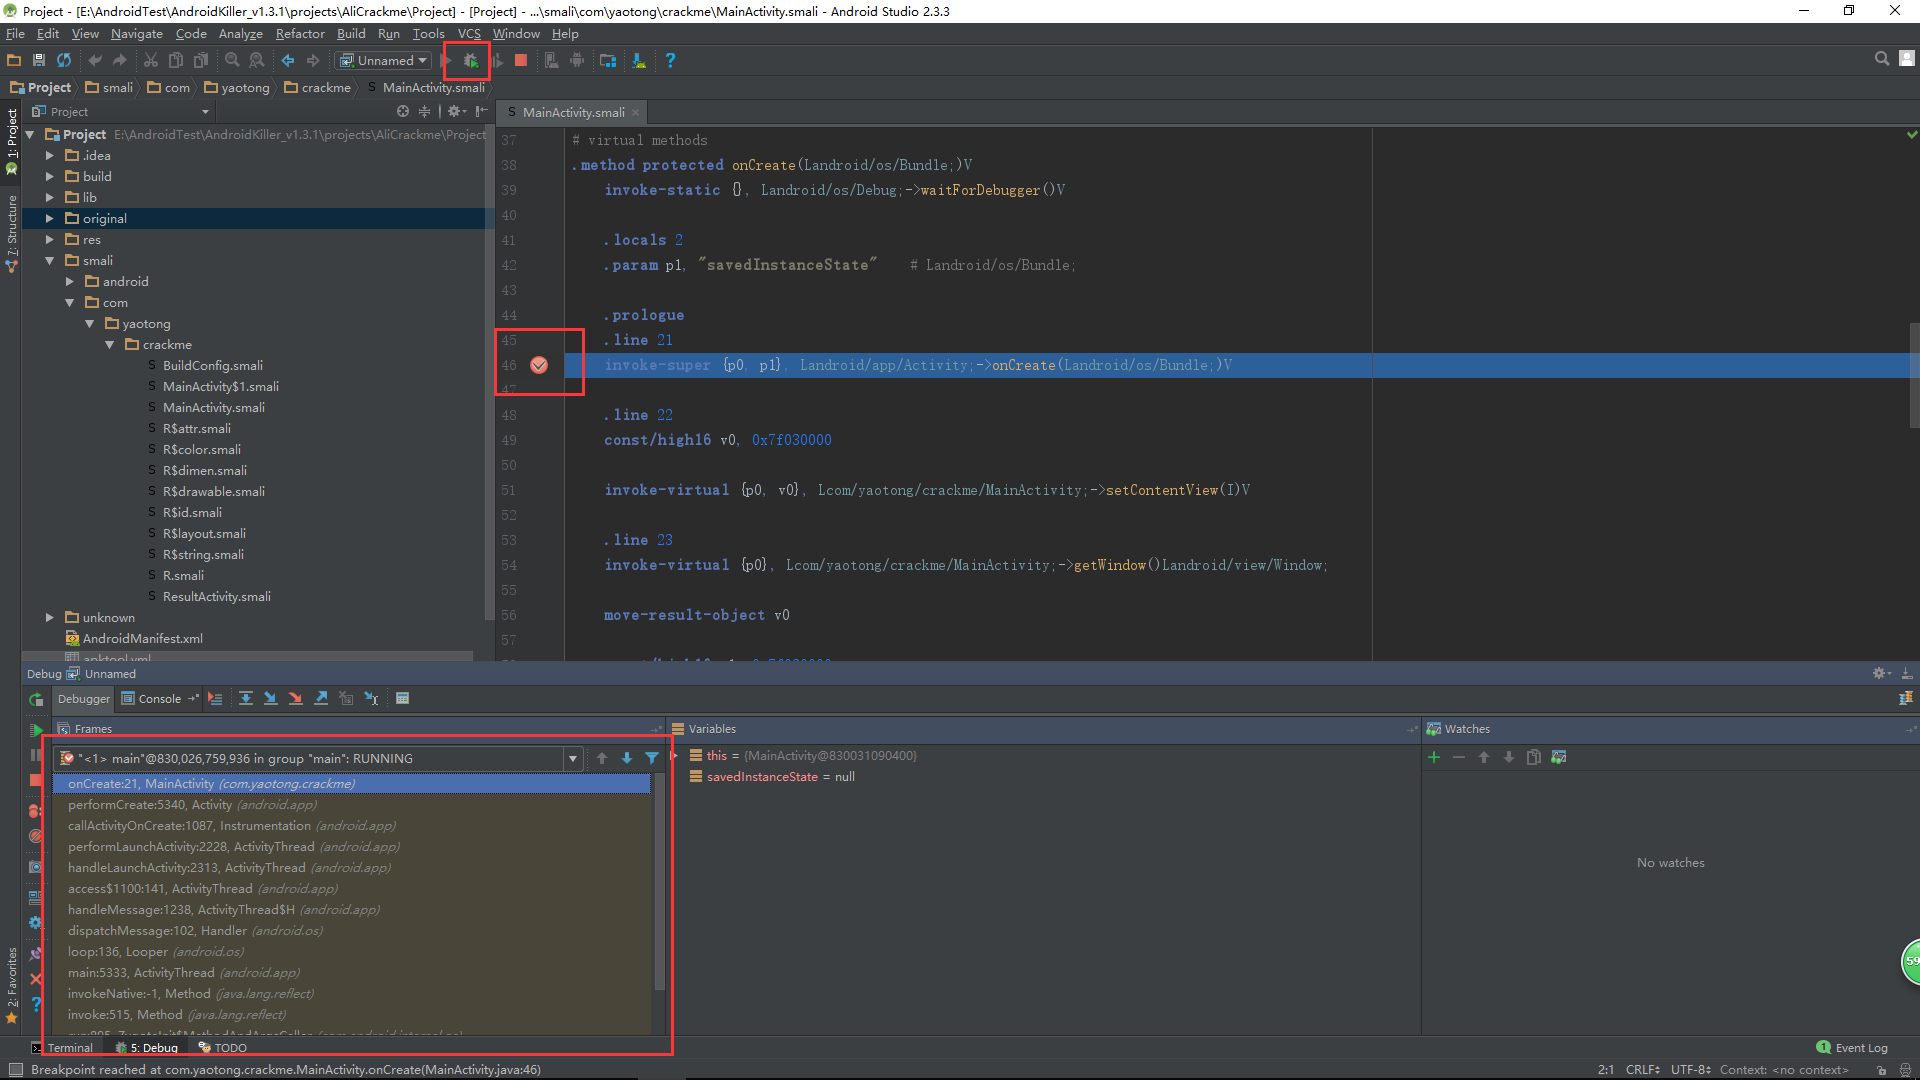 Project - [E:\AndroidTest\AndroidKiller_v1.3.1\projects\AliCrackme\Project] - [Project] - ...\smali\com\yaotong\crackme\MainActivity.smali - Android Studio 2.3.3
File Edit View Navigate Code Analyze Refactor Build Run Tools VCS Window Help
Unnamed
Project smali com yaotong crackme MainActivity.smali
1: Project
7: Structure
2: Favorites
Project
Project E:\AndroidTest\AndroidKiller_v1.3.1\projects\AliCrackme\Project
.idea
build
lib
original
res
smali
android
com
yaotong
crackme
BuildConfig.smali
MainActivity$1.smali
MainActivity.smali
R$attr.smali
R$color.smali
R$dimen.smali
R$drawable.smali
R$id.smali
R$layout.smali
R$string.smali
R.smali
ResultActivity.smali
unknown
AndroidManifest.xml
apktool.yml
MainActivity.smali
37 # virtual methods
38 .method protected onCreate(Landroid/os/Bundle;)V
39 invoke-static {}, Landroid/os/Debug;->waitForDebugger()V
40
41 .locals 2
42 .param p1, "savedInstanceState" # Landroid/os/Bundle;
43
44 .prologue
45 .line 21
46 invoke-super {p0, p1}, Landroid/app/Activity;->onCreate(Landroid/os/Bundle;)V
47
48 .line 22
49 const/high16 v0, 0x7f030000
50
51 invoke-virtual {p0, v0}, Lcom/yaotong/crackme/MainActivity;->setContentView(I)V
52
53 .line 23
54 invoke-virtual {p0}, Lcom/yaotong/crackme/MainActivity;->getWindow()Landroid/view/Window;
55
56 move-result-object v0
57
Debug Unnamed
Debugger Console
Frames
"<1> main"@830,026,759,936 in group "main": RUNNING
onCreate:21, MainActivity (com.yaotong.crackme)
performCreate:5340, Activity (android.app)
callActivityOnCreate:1087, Instrumentation (android.app)
performLaunchActivity:2228, ActivityThread (android.app)
handleLaunchActivity:2313, ActivityThread (android.app)
access$1100:141, ActivityThread (android.app)
handleMessage:1238, ActivityThread$H (android.app)
dispatchMessage:102, Handler (android.os)
loop:136, Looper (android.os)
main:5333, ActivityThread (android.app)
invokeNative:-1, Method (java.lang.reflect)
invoke:515, Method (java.lang.reflect)
Variables
this = {MainActivity@830031090400}
savedInstanceState = null
Watches
No watches
59
Terminal 5: Debug TODO
1 Event Log
Breakpoint reached at com.yaotong.crackme.MainActivity.onCreate(MainActivity.java:46)
2:1 CRLF UTF-8 Context: <no context>